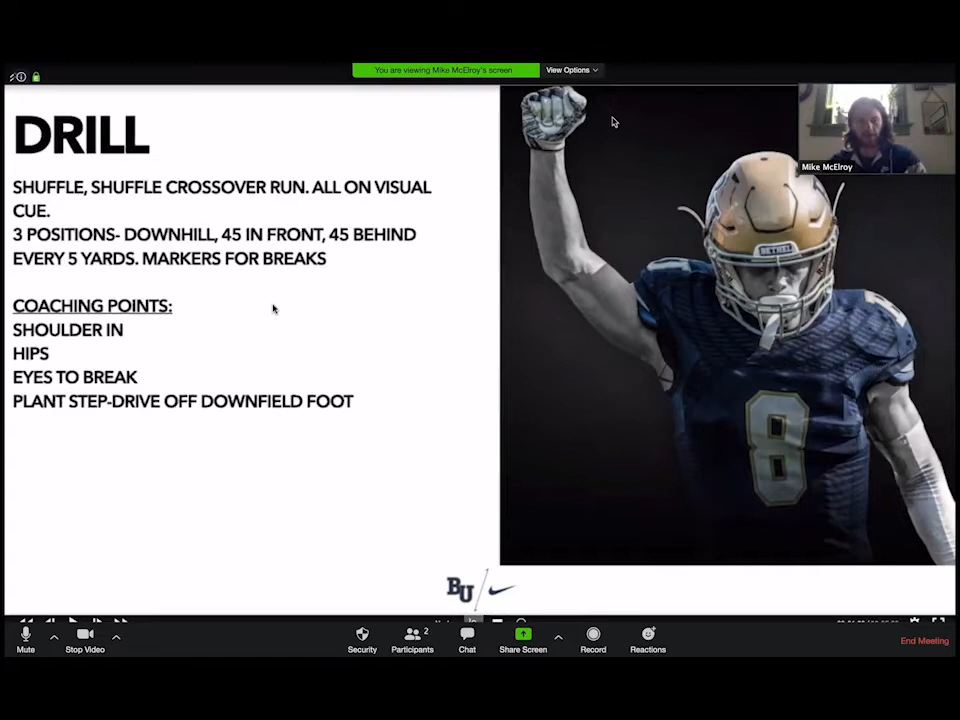 You are viewing Mike McElroy's screen
View Options
Mike McElroy
DRILL
SHUFFLE, SHUFFLE CROSSOVER RUN. ALL ON VISUAL
CUE.
3 POSITIONS- DOWNHILL, 45 IN FRONT, 45 BEHIND
EVERY 5 YARDS. MARKERS FOR BREAKS
COACHING POINTS:
SHOULDER IN
HIPS
EYES TO BREAK
PLANT STEP-DRIVE OFF DOWNFIELD FOOT
BETHEL
8
BU
Mute
Stop Video
Security
2
Participants
Chat
Share Screen
Record
Reactions
End Meeting